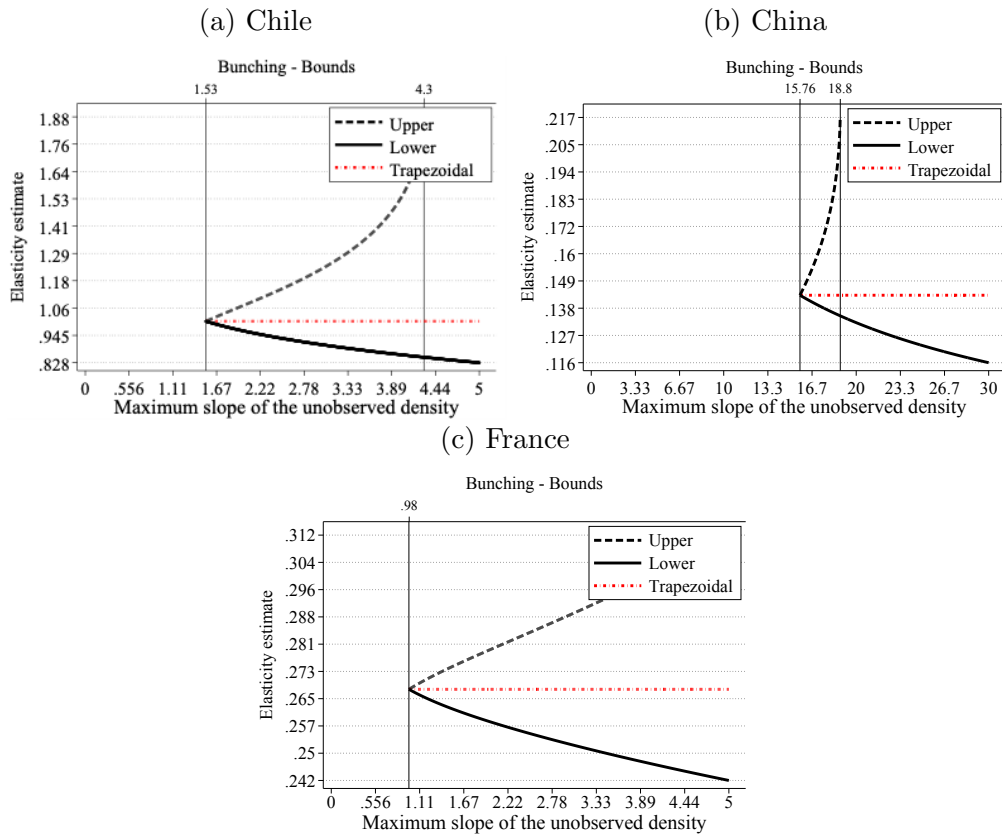 (a) Chile
Bunching - Bounds
1.53 4.3
1.88
1.76
1.64
1.53
1.41
1.29
1.18
1.06
.945
.828
Elasticity estimate
Upper
Lower
Trapezoidal
0 .556 1.11 1.67 2.22 2.78 3.33 3.89 4.44 5
Maximum slope of the unobserved density
(b) China
Bunching - Bounds
15.76 18.8
.217
.205
.194
.183
.172
.16
.149
.138
.127
.116
Elasticity estimate
Upper
Lower
Trapezoidal
0 3.33 6.67 10 13.3 16.7 20 23.3 26.7 30
Maximum slope of the unobserved density
(c) France
Bunching - Bounds
.98
.312
.304
.296
.288
.281
.273
.265
.257
.25
.242
Elasticity estimate
Upper
Lower
Trapezoidal
0 .556 1.11 1.67 2.22 2.78 3.33 3.89 4.44 5
Maximum slope of the unobserved density